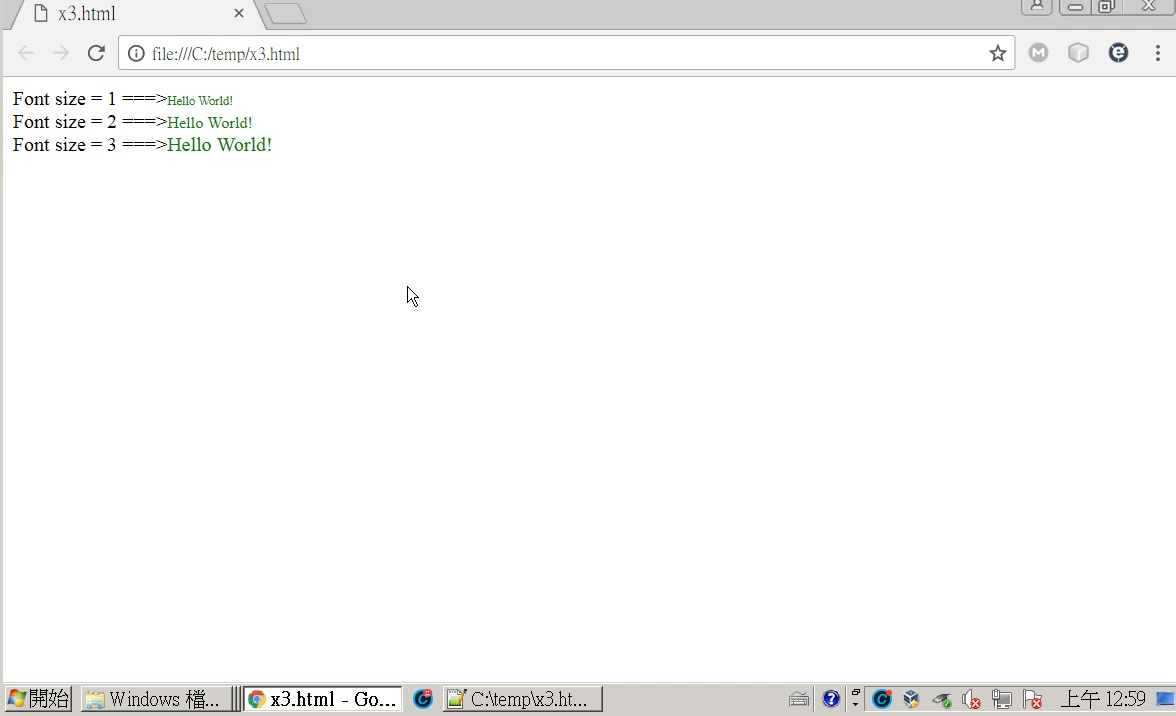 x3.html
file:///C:/temp/x3.html
Font size = 1 ===>Hello World!
Font size = 2 ===>Hello World!
Font size = 3 ===>Hello World!
開始
Windows 檔...
x3.html - Go...
C:\temp\x3.ht...
上午 12:59